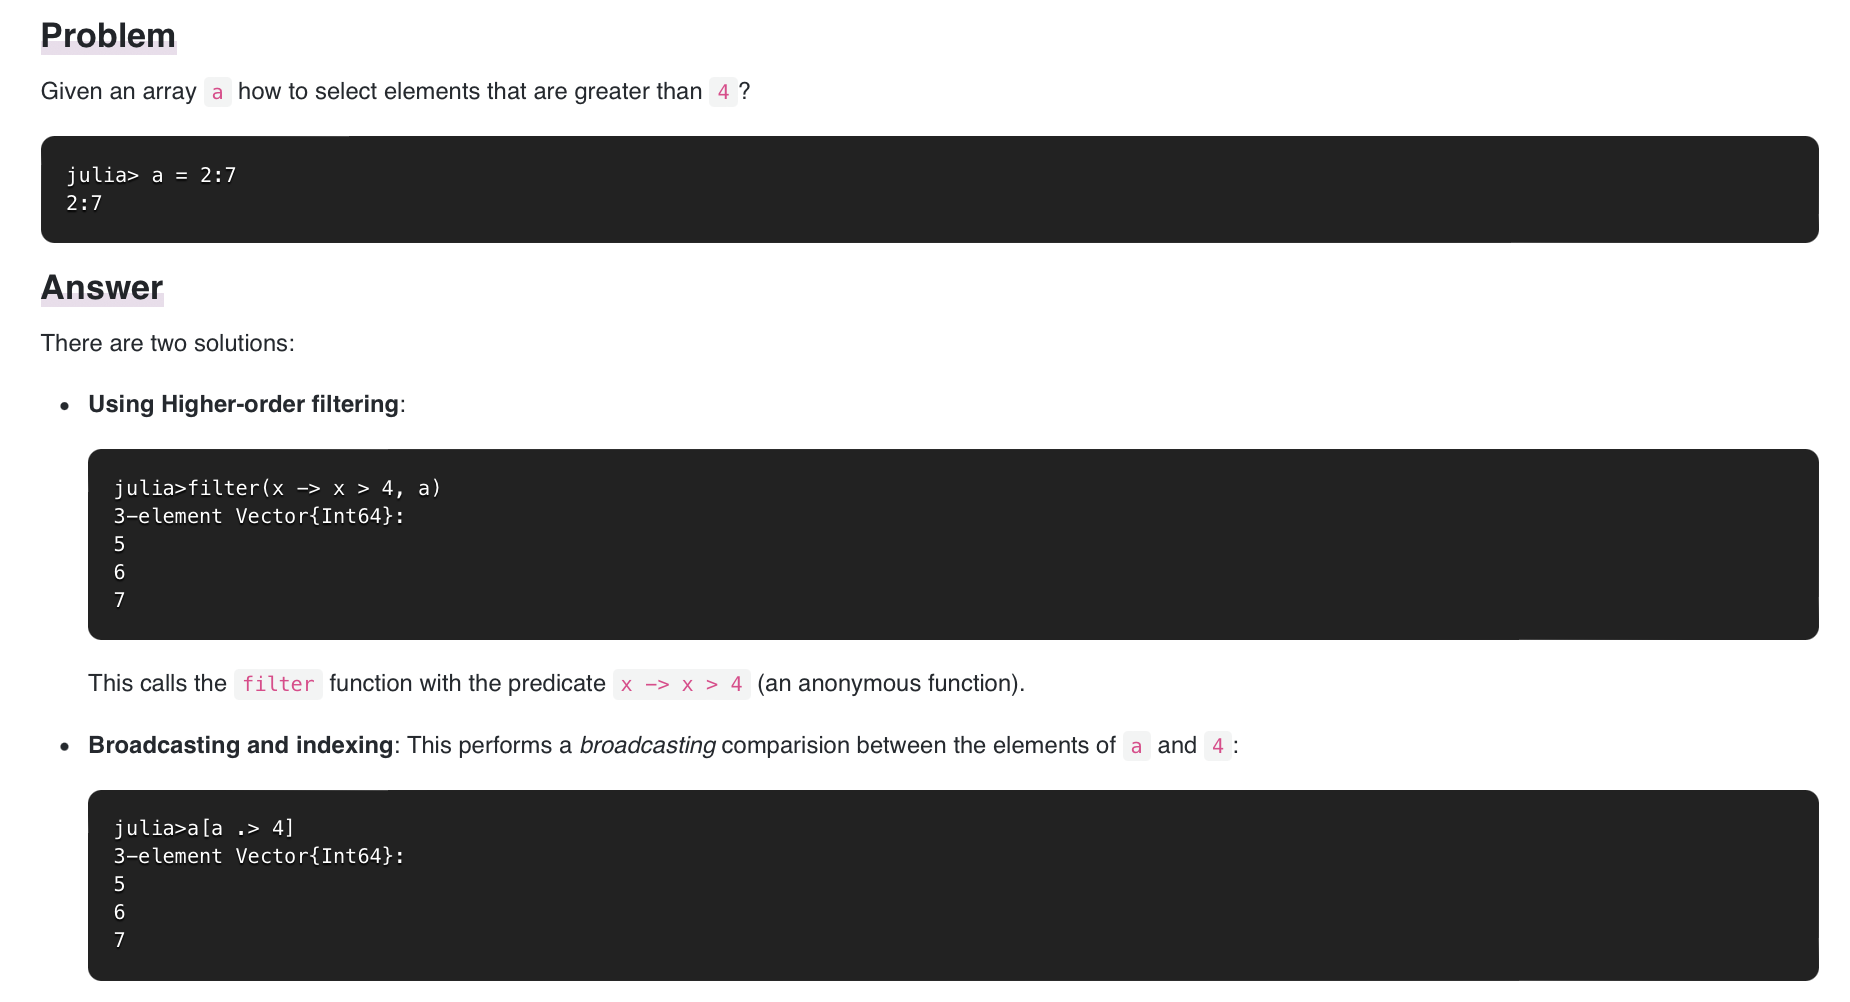 Problem
Given an array a how to select elements that are greater than 4?
julia> a = 2:7
2:7
Answer
There are two solutions:
• Using Higher-order filtering:
julia>filter(x -> x > 4, a)
3-element Vector{Int64}:
5
6
7
This calls the filter function with the predicate x -> x > 4 (an anonymous function).
• Broadcasting and indexing: This performs a broadcasting comparision between the elements of a and 4:
julia>a[a .> 4]
3-element Vector{Int64}:
5
6
7